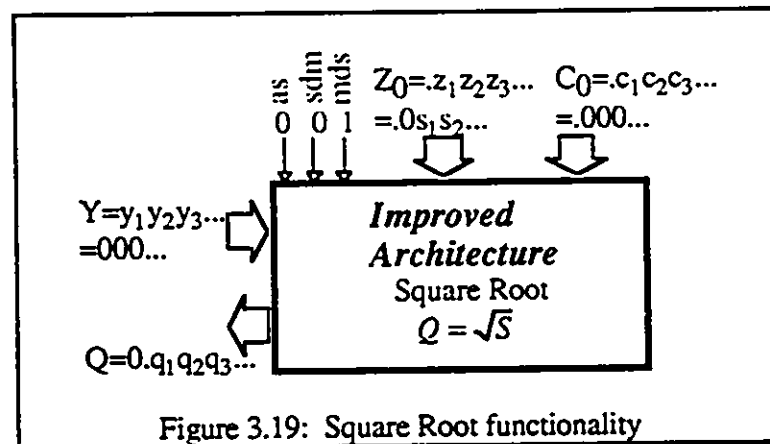 as
sdm
mds
0 0 1
Z₀=.z₁z₂z₃...
=.0s₁s₂...
C₀=.c₁c₂c₃...
=.000...
Y=y₁y₂y₃...
=000...
Improved
Architecture
Square Root
Q = √S
Q=0.q₁q₂q₃...
Figure 3.19: Square Root functionality